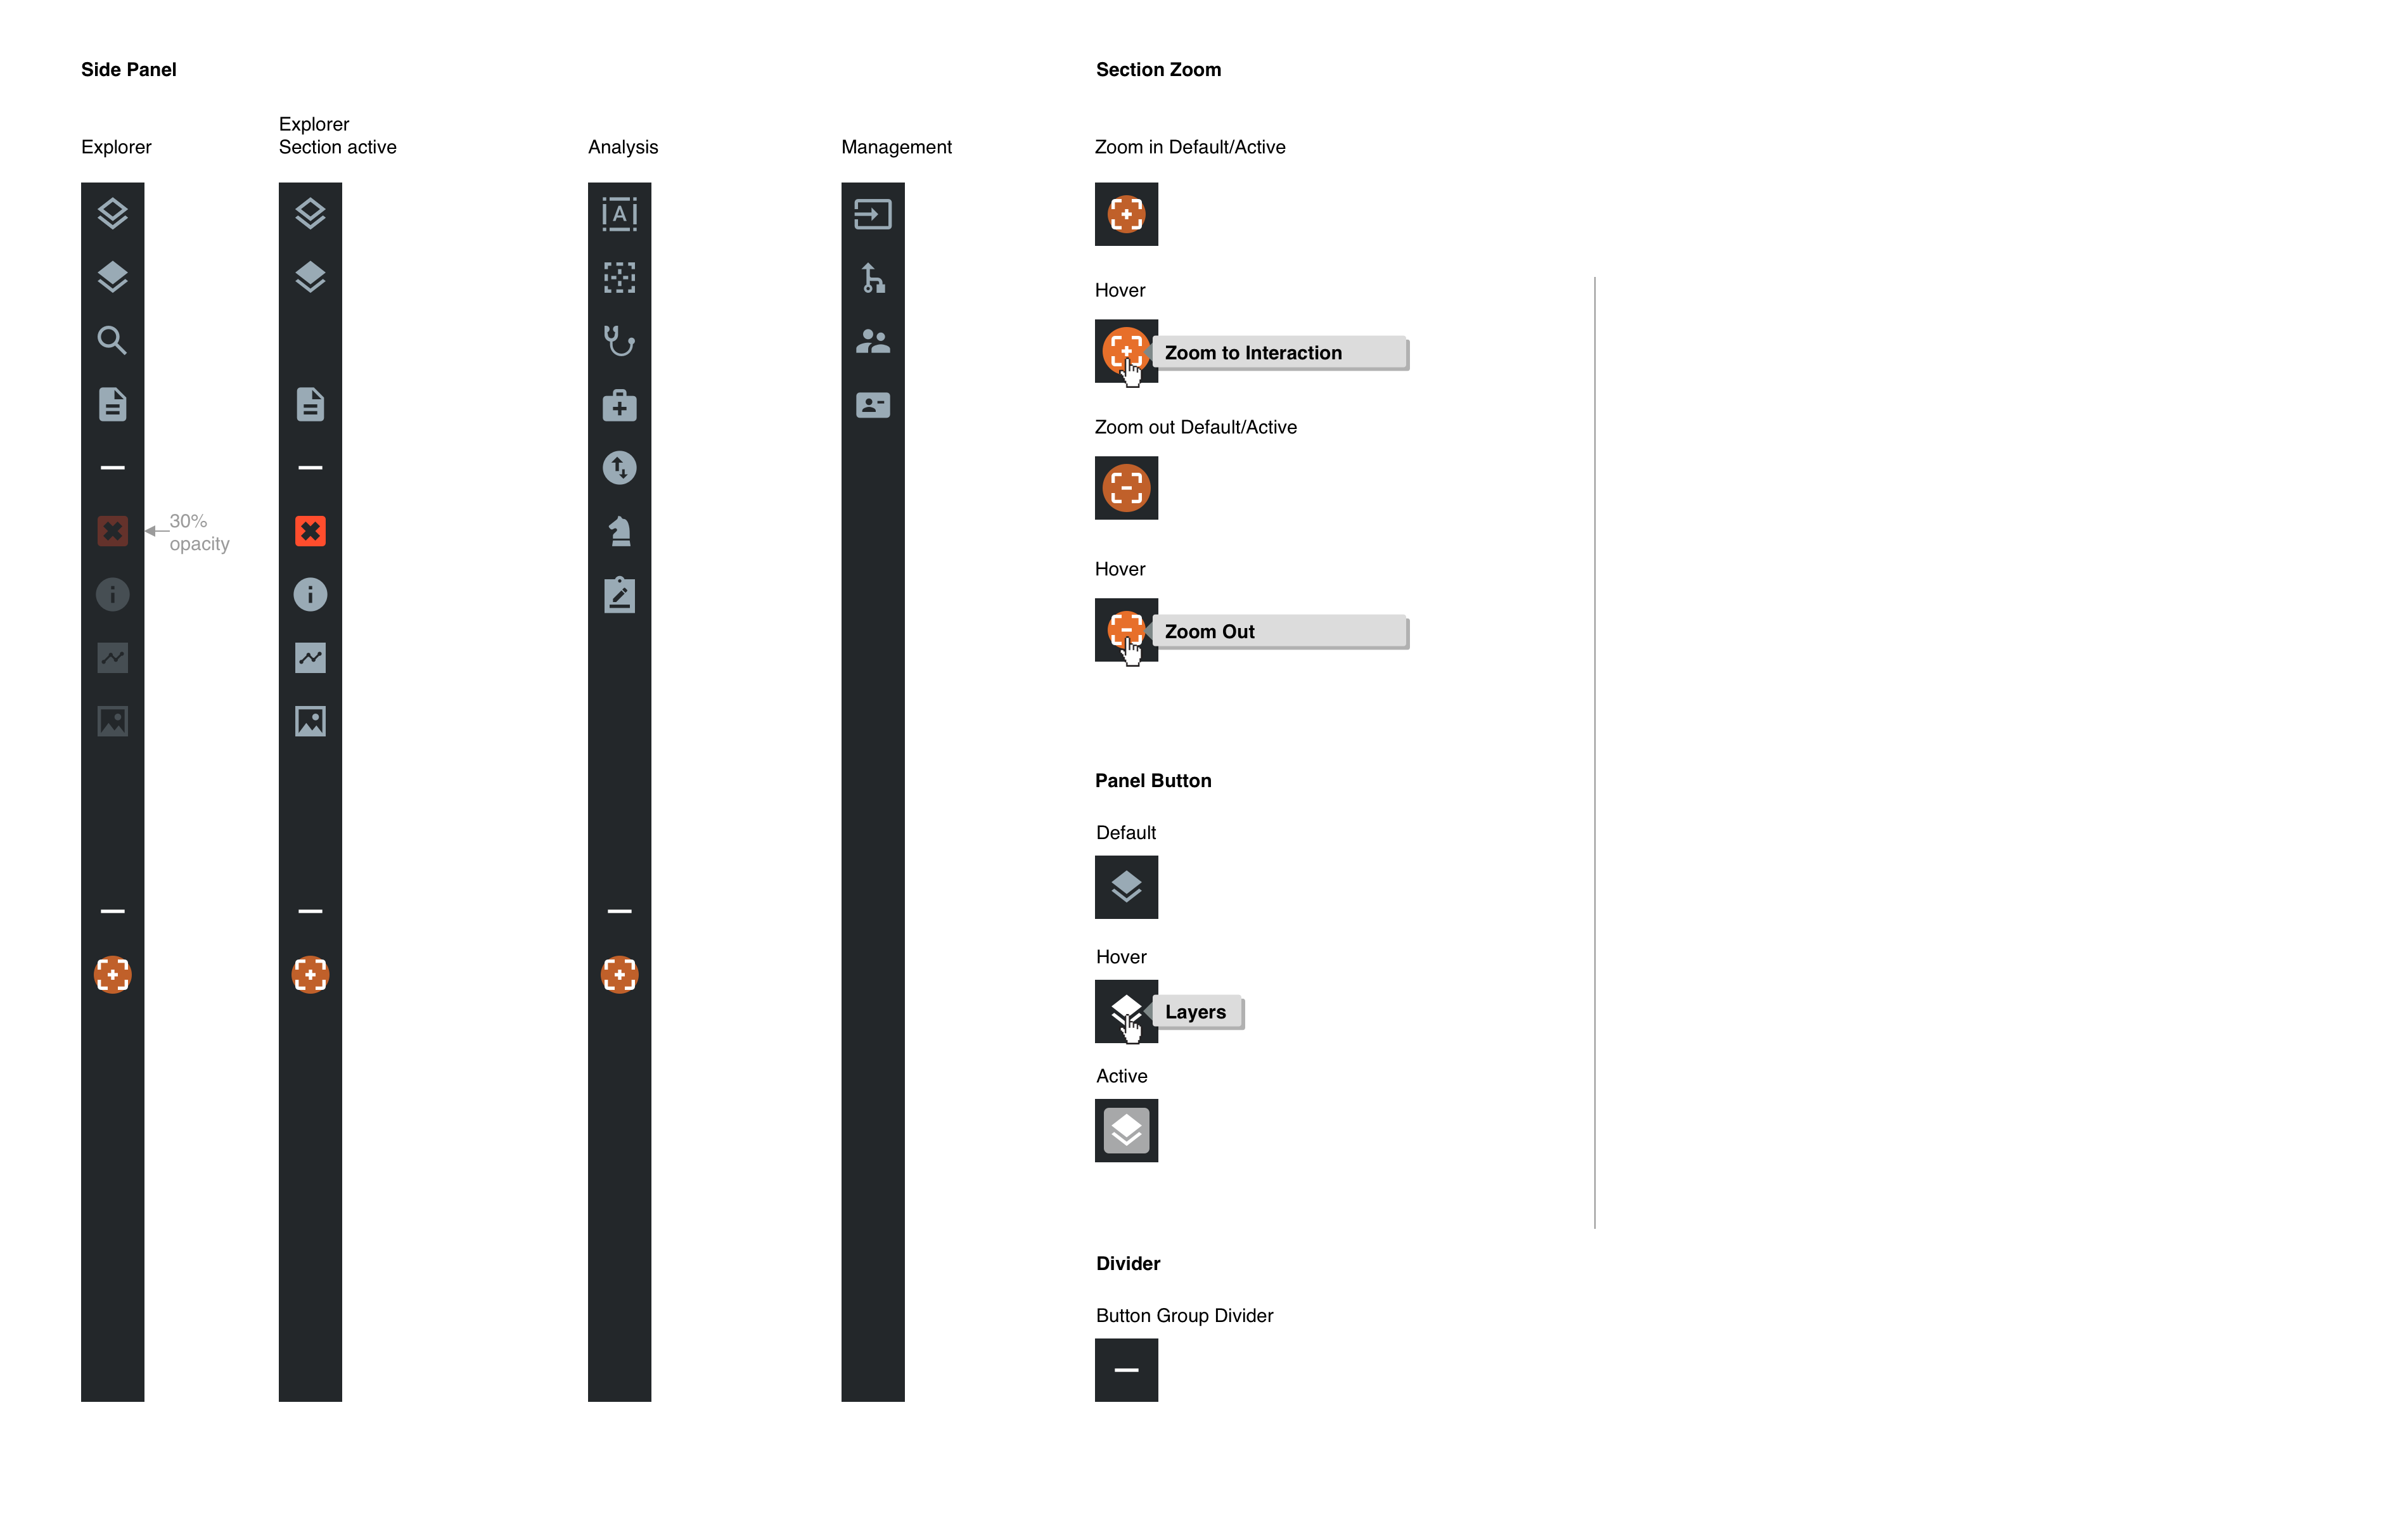 Side Panel
Section Zoom
Explorer
Explorer
Section active
Analysis
Management
Zoom in Default/Active
A
Hover
Zoom to Interaction
Zoom out Default/Active
30%
opacity
Hover
Zoom Out
Panel Button
Default
Hover
Layers
Active
Divider
Button Group Divider